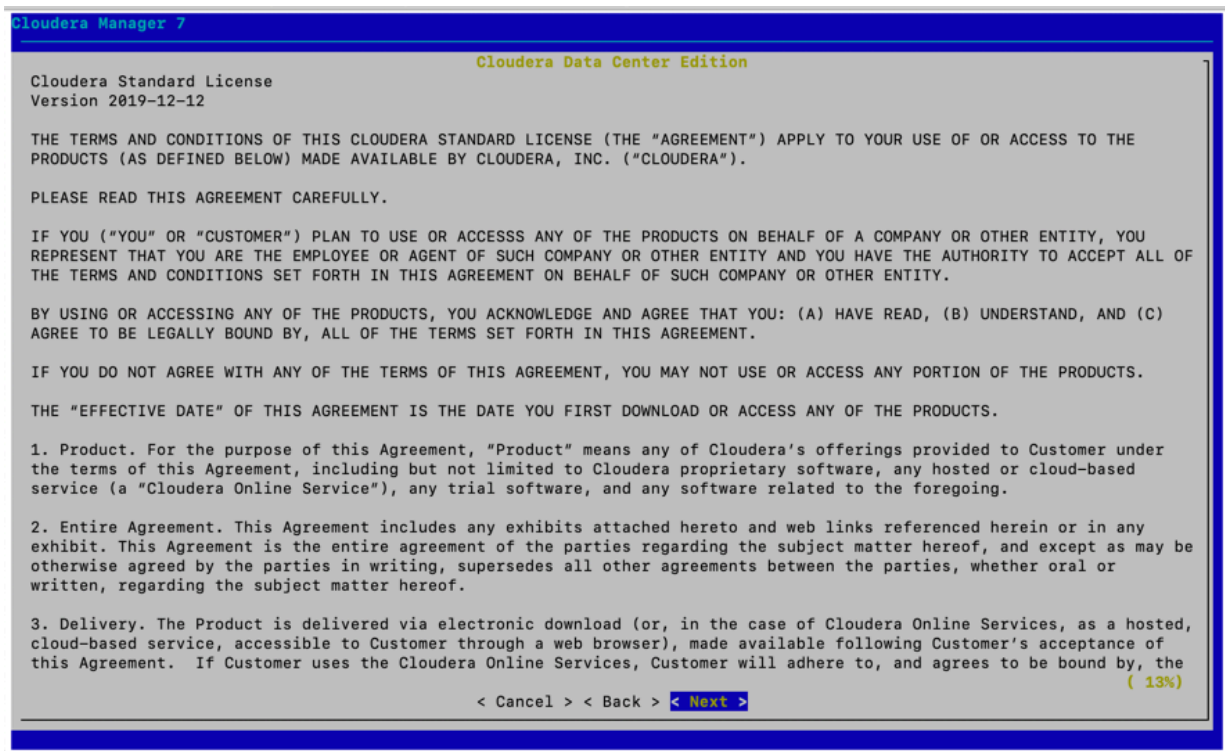 Cloudera Manager 7
Cloudera Data Center Edition
Cloudera Standard License
Version 2019-12-12
THE TERMS AND CONDITIONS OF THIS CLOUDERA STANDARD LICENSE (THE “AGREEMENT”) APPLY TO YOUR USE OF OR ACCESS TO THE
PRODUCTS (AS DEFINED BELOW) MADE AVAILABLE BY CLOUDERA, INC. (“CLOUDERA”).
PLEASE READ THIS AGREEMENT CAREFULLY.
IF YOU (“YOU” OR “CUSTOMER”) PLAN TO USE OR ACCESSS ANY OF THE PRODUCTS ON BEHALF OF A COMPANY OR OTHER ENTITY, YOU
REPRESENT THAT YOU ARE THE EMPLOYEE OR AGENT OF SUCH COMPANY OR OTHER ENTITY AND YOU HAVE THE AUTHORITY TO ACCEPT ALL OF
THE TERMS AND CONDITIONS SET FORTH IN THIS AGREEMENT ON BEHALF OF SUCH COMPANY OR OTHER ENTITY.
BY USING OR ACCESSING ANY OF THE PRODUCTS, YOU ACKNOWLEDGE AND AGREE THAT YOU: (A) HAVE READ, (B) UNDERSTAND, AND (C)
AGREE TO BE LEGALLY BOUND BY, ALL OF THE TERMS SET FORTH IN THIS AGREEMENT.
IF YOU DO NOT AGREE WITH ANY OF THE TERMS OF THIS AGREEMENT, YOU MAY NOT USE OR ACCESS ANY PORTION OF THE PRODUCTS.
THE “EFFECTIVE DATE” OF THIS AGREEMENT IS THE DATE YOU FIRST DOWNLOAD OR ACCESS ANY OF THE PRODUCTS.
1. Product. For the purpose of this Agreement, “Product” means any of Cloudera’s offerings provided to Customer under
the terms of this Agreement, including but not limited to Cloudera proprietary software, any hosted or cloud-based
service (a “Cloudera Online Service”), any trial software, and any software related to the foregoing.
2. Entire Agreement. This Agreement includes any exhibits attached hereto and web links referenced herein or in any
exhibit. This Agreement is the entire agreement of the parties regarding the subject matter hereof, and except as may be
otherwise agreed by the parties in writing, supersedes all other agreements between the parties, whether oral or
written, regarding the subject matter hereof.
3. Delivery. The Product is delivered via electronic download (or, in the case of Cloudera Online Services, as a hosted,
cloud-based service, accessible to Customer through a web browser), made available following Customer’s acceptance of
this Agreement.  If Customer uses the Cloudera Online Services, Customer will adhere to, and agrees to be bound by, the
( 13%)
< Cancel > < Back > < Next >